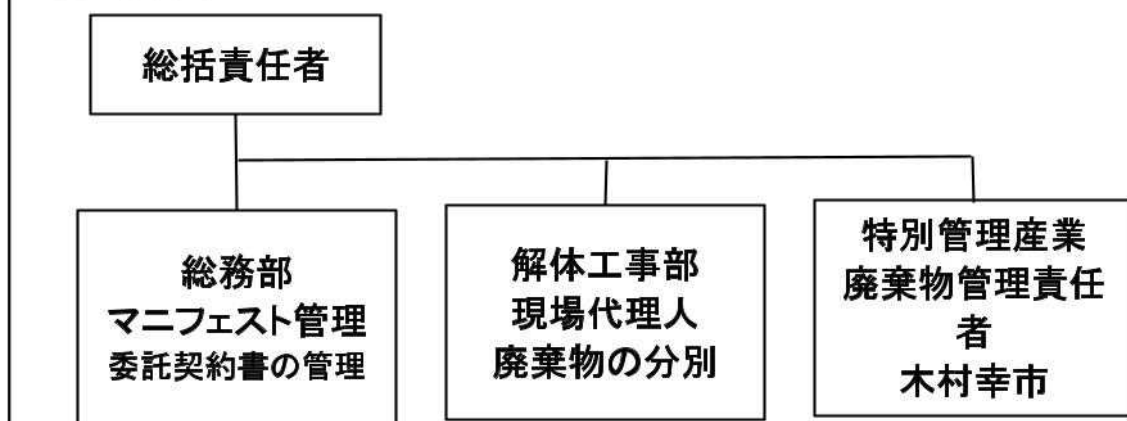 総括責任者
総務部
マニフェスト管理
委託契約書の管理
解体工事部
現場代理人
廃棄物の分別
特別管理産業
廃棄物管理責任
者
木村幸市